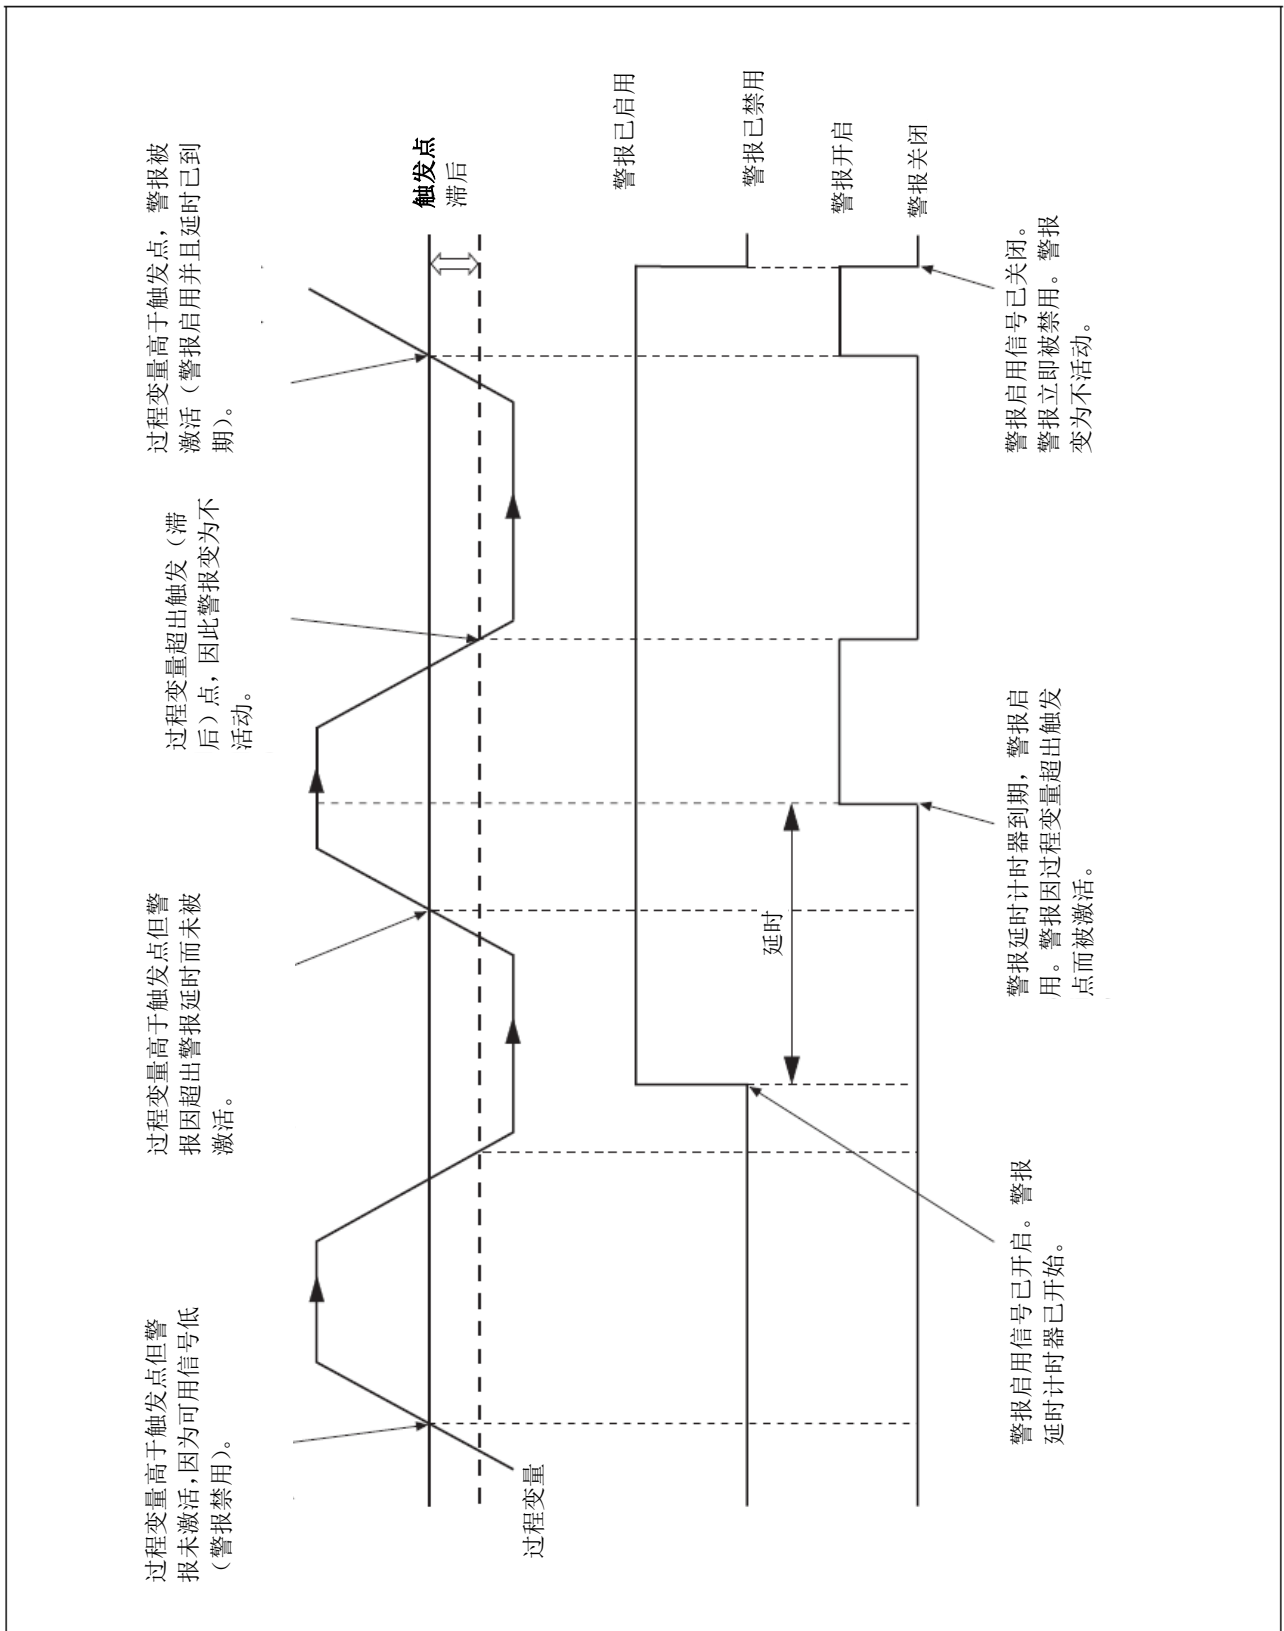 过程变量高于触发点但警
报未激活,因为可用信号低
（警报禁用）。
过程变量高于触发点但警
报因超出警报延时而未被
激活。
过程变量超出触发（滞
后）点，因此警报变为不
活动。
过程变量高于触发点，警报被
激活（警报启用并且延时已到
期）。
触发点
滞后
过程变量
警报已启用
警报已禁用
延时
警报开启
警报关闭
警报启用信号已开启。警报
延时计时器已开始。
警报延时计时器到期，警报启
用。警报因过程变量超出触发
点而被激活。
警报启用信号已关闭。
警报立即被禁用。警报
变为不活动。